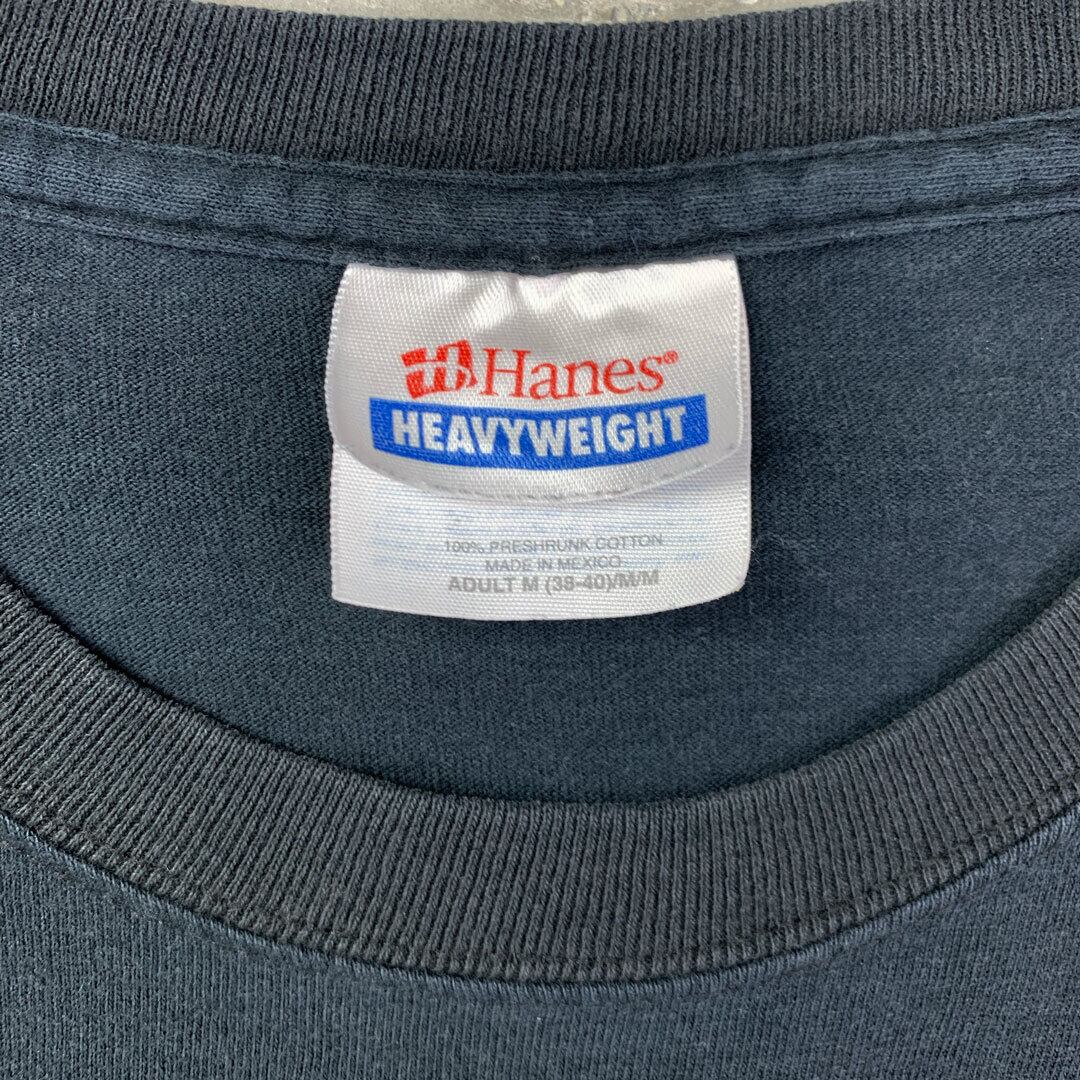 Hanes®
HEAVYWEIGHT
100% PRESHRUNK COTTON
MADE IN MEXICO
ADULT M (38-40)/M/M